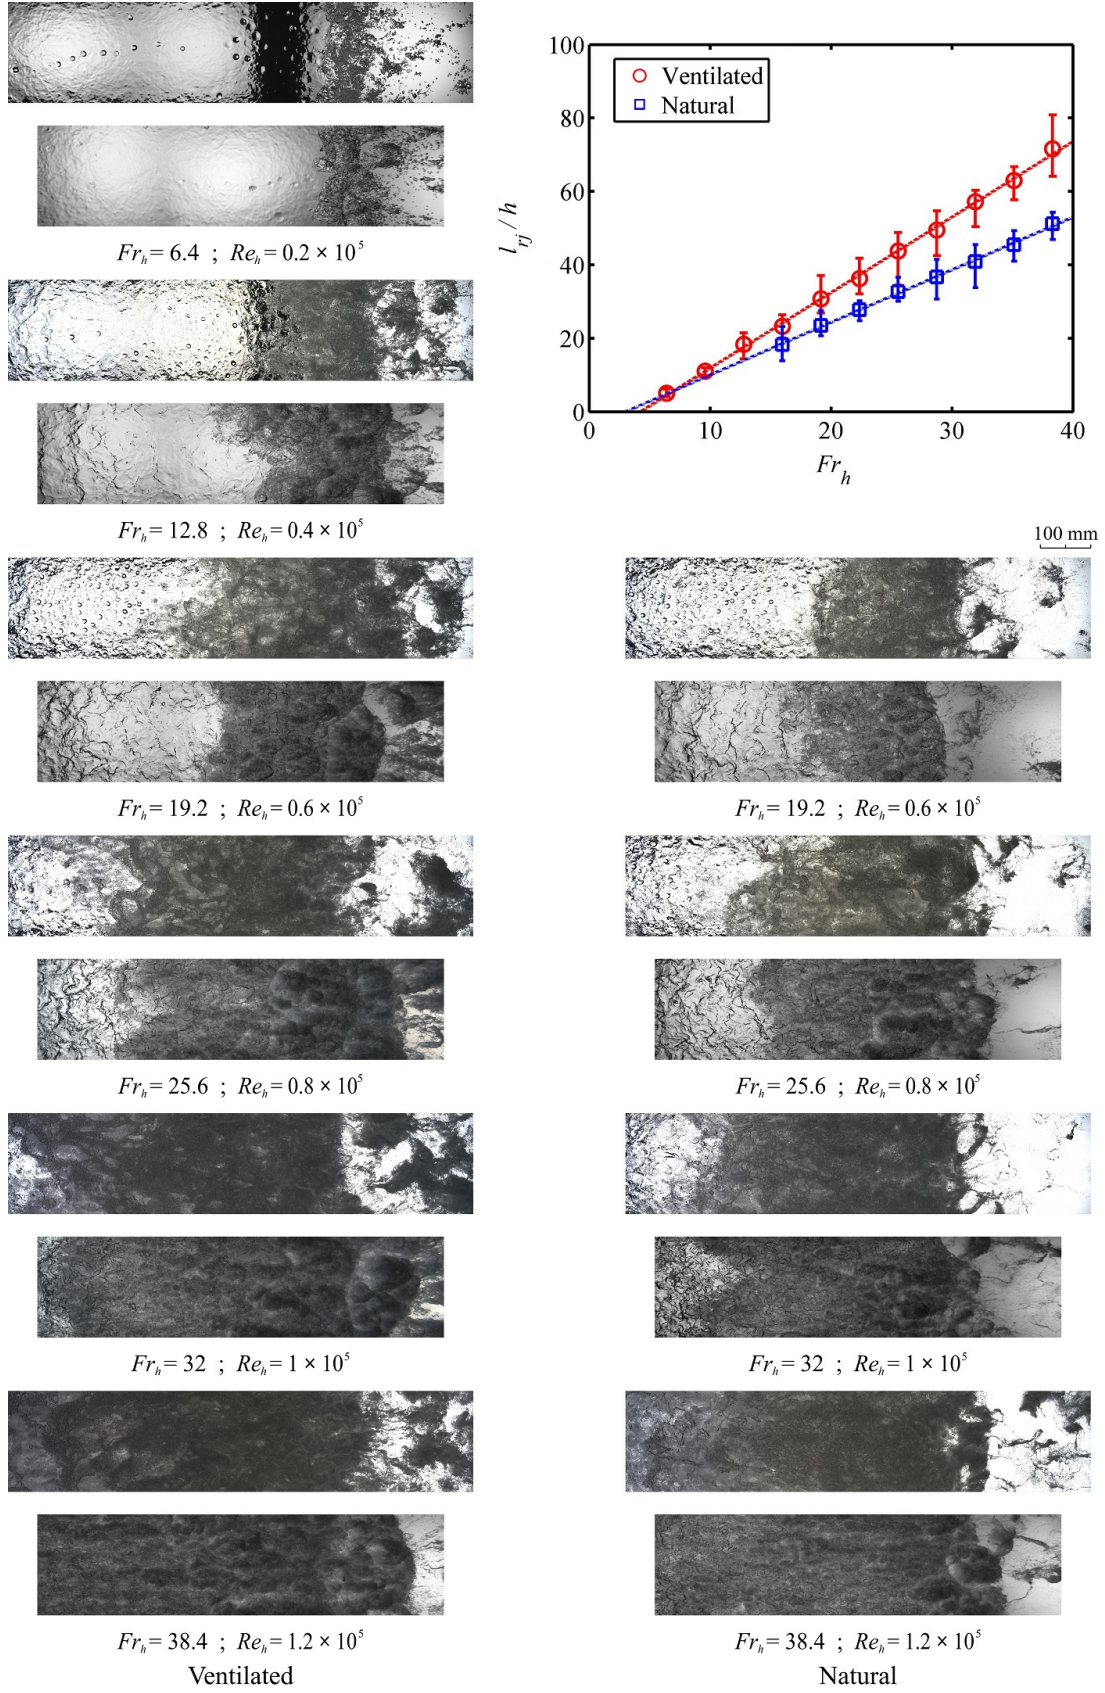 100
80
60
40
20
0
l_rj / h
Ventilated
Natural
0 10 20 30 40
Fr_h
Fr_h = 6.4 ; Re_h = 0.2 × 10^5
Fr_h = 12.8 ; Re_h = 0.4 × 10^5
100 mm
Fr_h = 19.2 ; Re_h = 0.6 × 10^5
Fr_h = 19.2 ; Re_h = 0.6 × 10^5
Fr_h = 25.6 ; Re_h = 0.8 × 10^5
Fr_h = 25.6 ; Re_h = 0.8 × 10^5
Fr_h = 32 ; Re_h = 1 × 10^5
Fr_h = 32 ; Re_h = 1 × 10^5
Fr_h = 38.4 ; Re_h = 1.2 × 10^5
Fr_h = 38.4 ; Re_h = 1.2 × 10^5
Ventilated
Natural